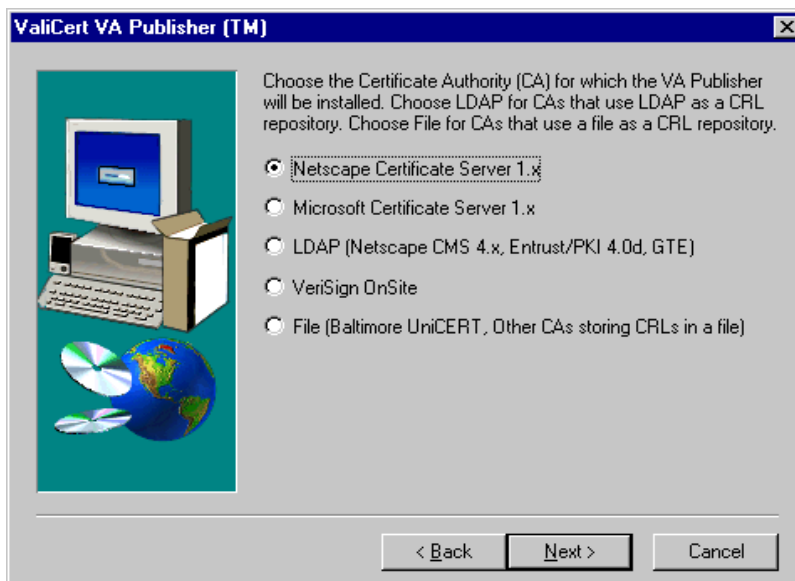 ValiCert VA Publisher (TM)
Choose the Certificate Authority (CA) for which the VA Publisher
will be installed. Choose LDAP for CAs that use LDAP as a CRL
repository. Choose File for CAs that use a file as a CRL repository.
Netscape Certificate Server 1.x
Microsoft Certificate Server 1.x
LDAP (Netscape CMS 4.x, Entrust/PKI 4.0d, GTE)
VeriSign OnSite
File (Baltimore UniCERT, Other CAs storing CRLs in a file)
< Back
Next >
Cancel